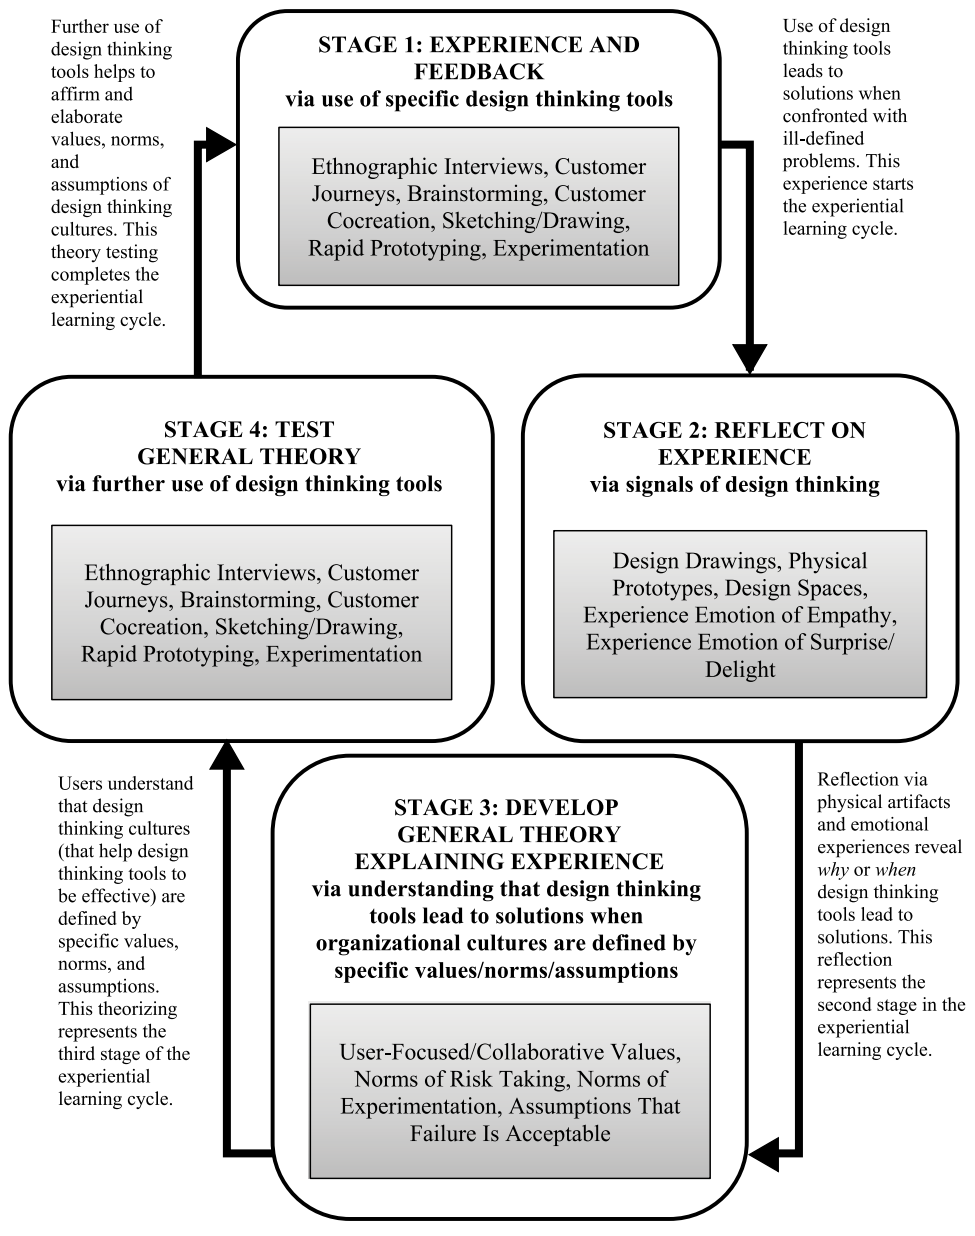 Further use of
design thinking
tools helps to
affirm and
elaborate
values, norms,
and
assumptions of
design thinking
cultures. This
theory testing
completes the
experiential
learning cycle.
STAGE 1: EXPERIENCE AND
FEEDBACK
via use of specific design thinking tools
Ethnographic Interviews, Customer
Journeys, Brainstorming, Customer
Cocreation, Sketching/Drawing,
Rapid Prototyping, Experimentation
Use of design
thinking tools
leads to
solutions when
confronted with
ill-defined
problems. This
experience starts
the experiential
learning cycle.
STAGE 2: REFLECT ON
EXPERIENCE
via signals of design thinking
Design Drawings, Physical
Prototypes, Design Spaces,
Experience Emotion of Empathy,
Experience Emotion of Surprise/
Delight
Reflection via
physical artifacts
and emotional
experiences reveal
why or when
design thinking
tools lead to
solutions. This
reflection
represents the
second stage in the
experiential
learning cycle.
STAGE 3: DEVELOP
GENERAL THEORY
EXPLAINING EXPERIENCE
via understanding that design thinking
tools lead to solutions when
organizational cultures are defined by
specific values/norms/assumptions
User-Focused/Collaborative Values,
Norms of Risk Taking, Norms of
Experimentation, Assumptions That
Failure Is Acceptable
Users understand
that design
thinking cultures
(that help design
thinking tools to
be effective) are
defined by
specific values,
norms, and
assumptions.
This theorizing
represents the
third stage of the
experiential
learning cycle.
STAGE 4: TEST
GENERAL THEORY
via further use of design thinking tools
Ethnographic Interviews, Customer
Journeys, Brainstorming, Customer
Cocreation, Sketching/Drawing,
Rapid Prototyping, Experimentation